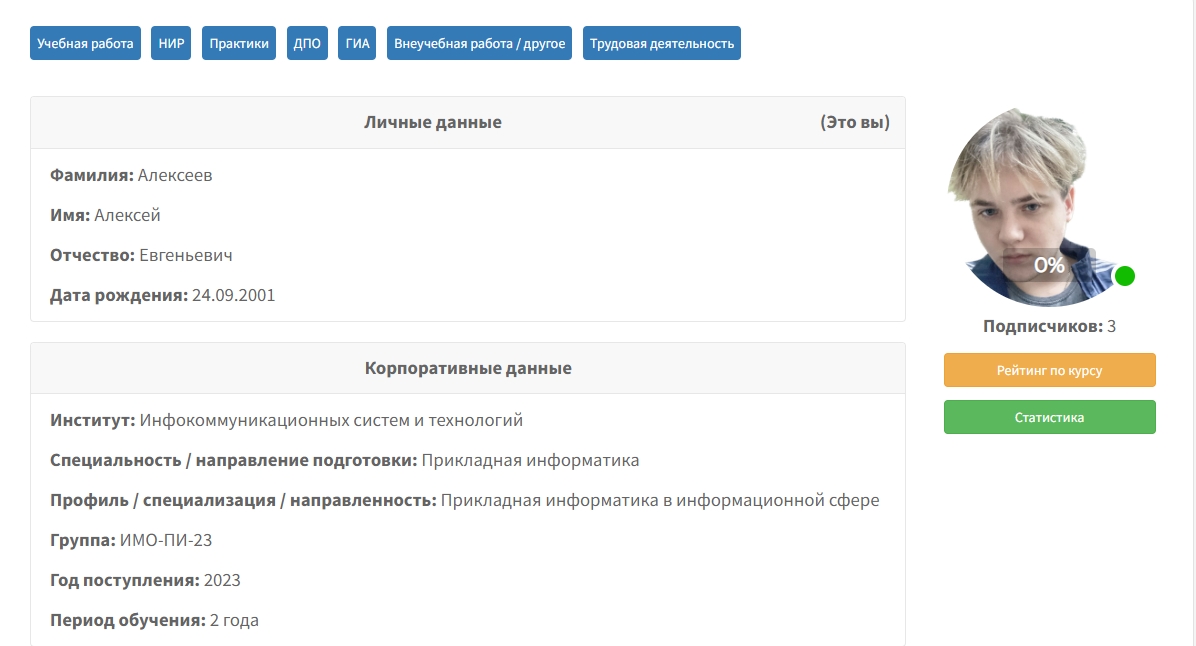 Учебная работа НИР Практики ДПО ГИА Внеучебная работа / другое Трудовая деятельность
Личные данные (Это вы)
Фамилия: Алексеев
Имя: Алексей
Отчество: Евгеньевич
Дата рождения: 24.09.2001
0%
Подписчиков: 3
Рейтинг по курсу
Статистика
Корпоративные данные
Институт: Инфокоммуникационных систем и технологий
Специальность / направление подготовки: Прикладная информатика
Профиль / специализация / направленность: Прикладная информатика в информационной сфере
Группа: ИМО-ПИ-23
Год поступления: 2023
Период обучения: 2 года